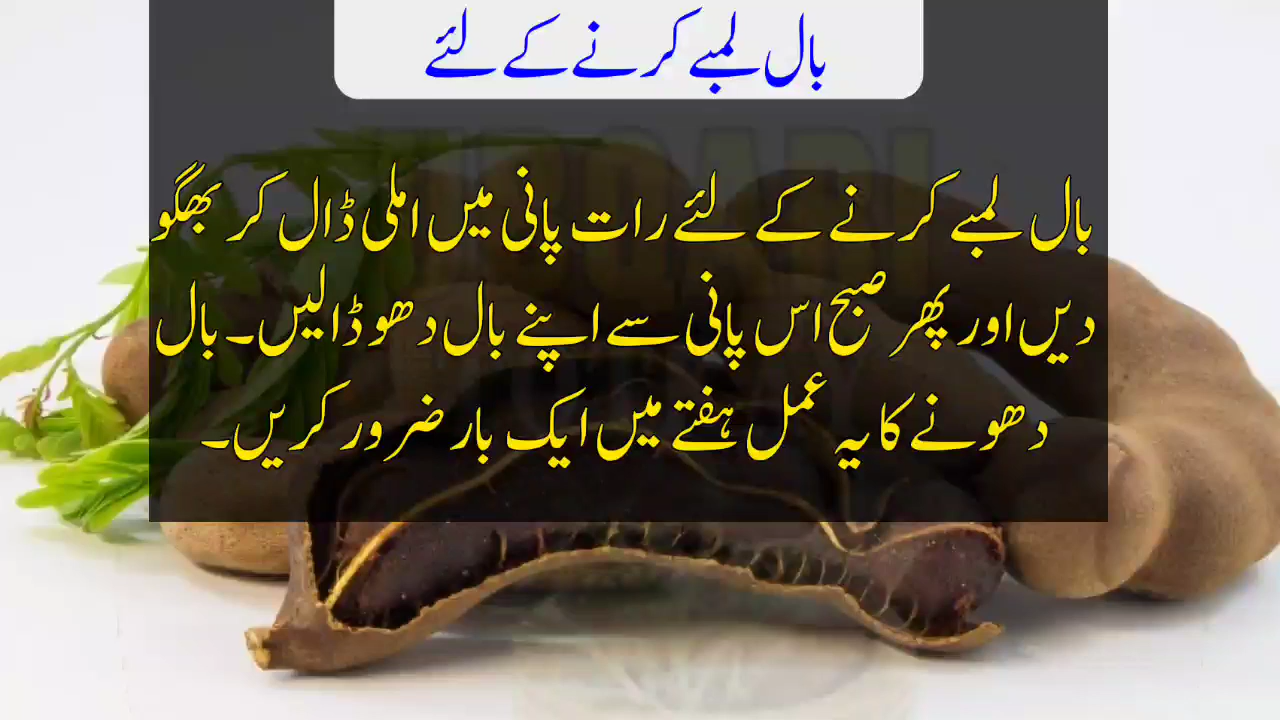 بال لمبے کرنے کے لئے
بال لمبے کرنے کے لئے رات پانی میں املی ڈال کر بھگو
دیں اور پھر صبح اس پانی سے اپنے بال دھو ڈالیں۔ بال
دھونے کا یہ عمل ہفتے میں ایک بار ضرور کریں۔